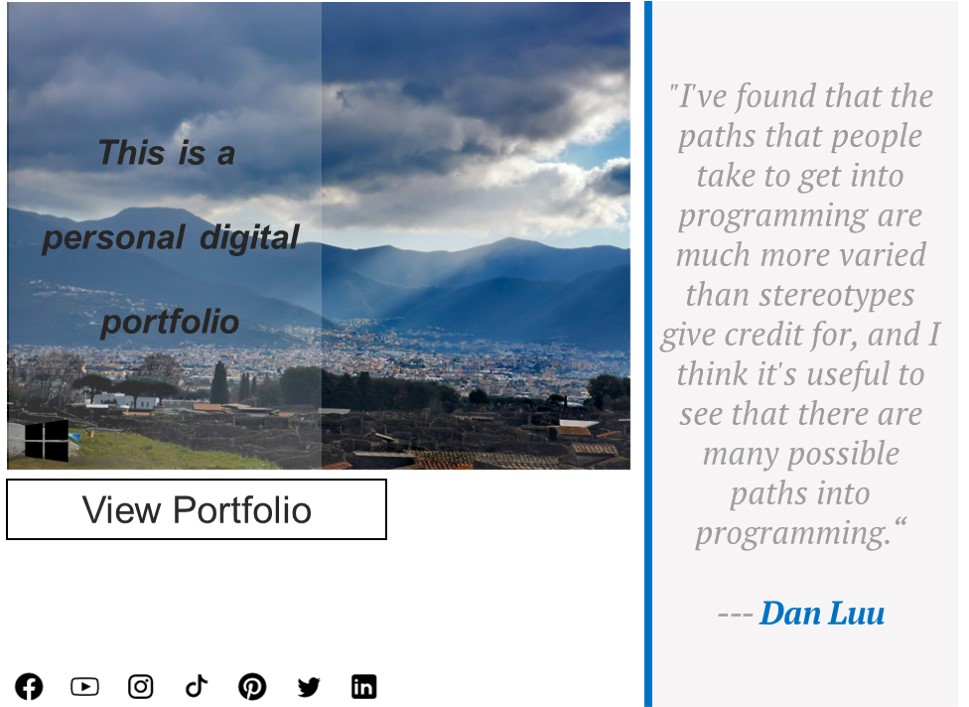 This is a
personal digital
portfolio
View Portfolio
"I've found that the
paths that people
take to get into
programming are
much more varied
than stereotypes
give credit for, and I
think it's useful to
see that there are
many possible
paths into
programming.“
--- Dan Luu